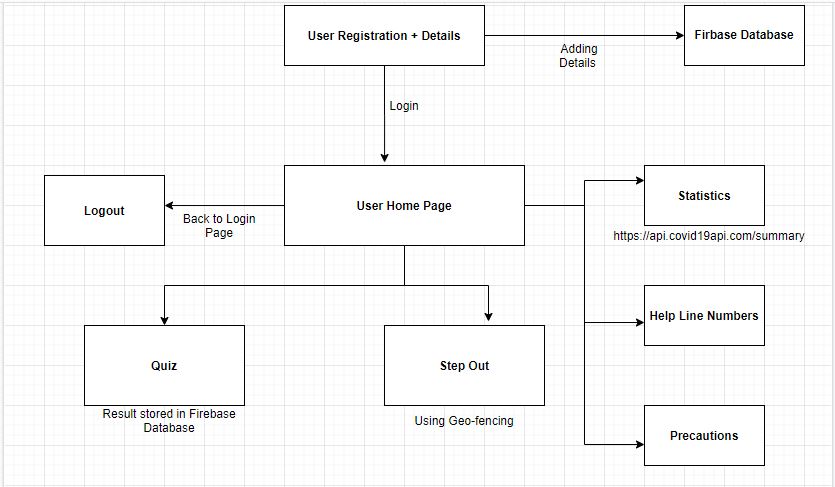 User Registration + Details
Firbase Database
Adding
Details
Login
User Home Page
Logout
Back to Login
Page
Statistics
https://api.covid19api.com/summary
Help Line Numbers
Quiz
Step Out
Result stored in Firebase
Database
Using Geo-fencing
Precautions